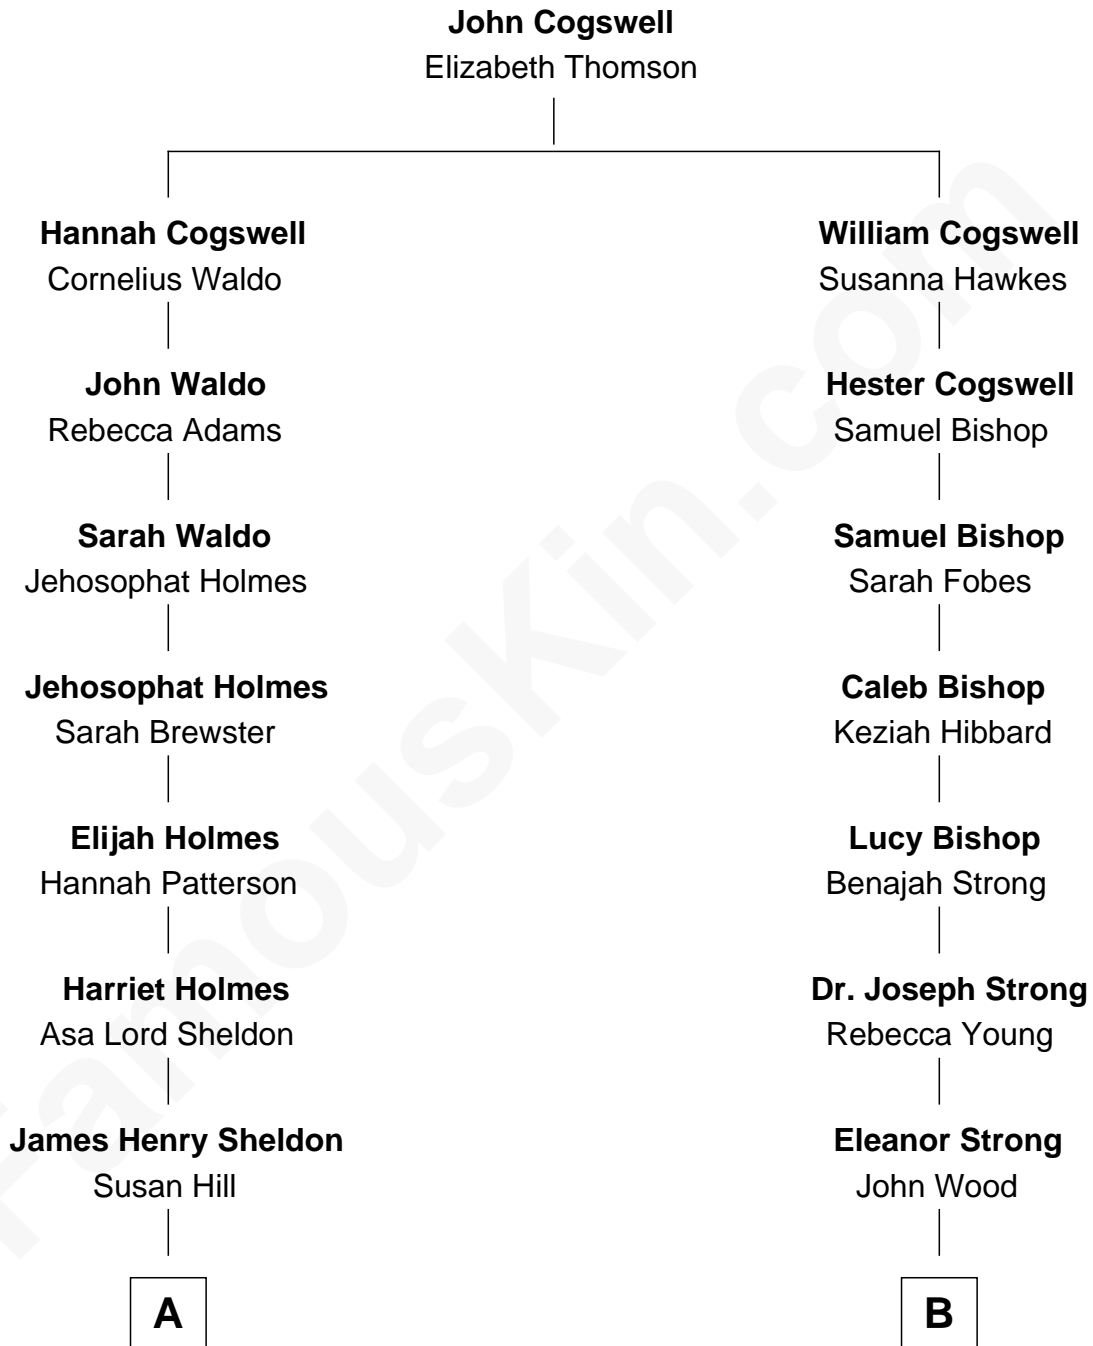 John Cogswell
Elizabeth Thomson
Hannah Cogswell
Cornelius Waldo
William Cogswell
Susanna Hawkes
John Waldo
Rebecca Adams
Hester Cogswell
Samuel Bishop
Sarah Waldo
Jehosophat Holmes
Samuel Bishop
Sarah Fobes
Jehosophat Holmes
Sarah Brewster
Caleb Bishop
Keziah Hibbard
Elijah Holmes
Hannah Patterson
Lucy Bishop
Benajah Strong
Harriet Holmes
Asa Lord Sheldon
Dr. Joseph Strong
Rebecca Young
James Henry Sheldon
Susan Hill
Eleanor Strong
John Wood
A
B
FamousKin.com